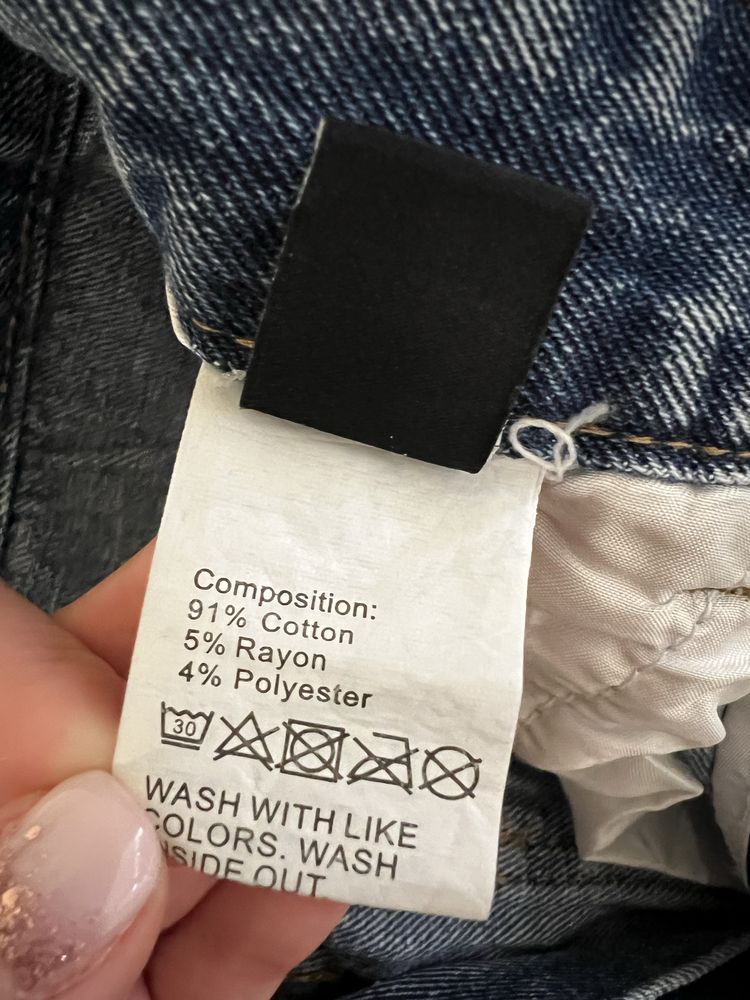 Composition:
91% Cotton
5% Rayon
4% Polyester
30
WASH WITH LIKE
COLORS. WASH
INSIDE OUT